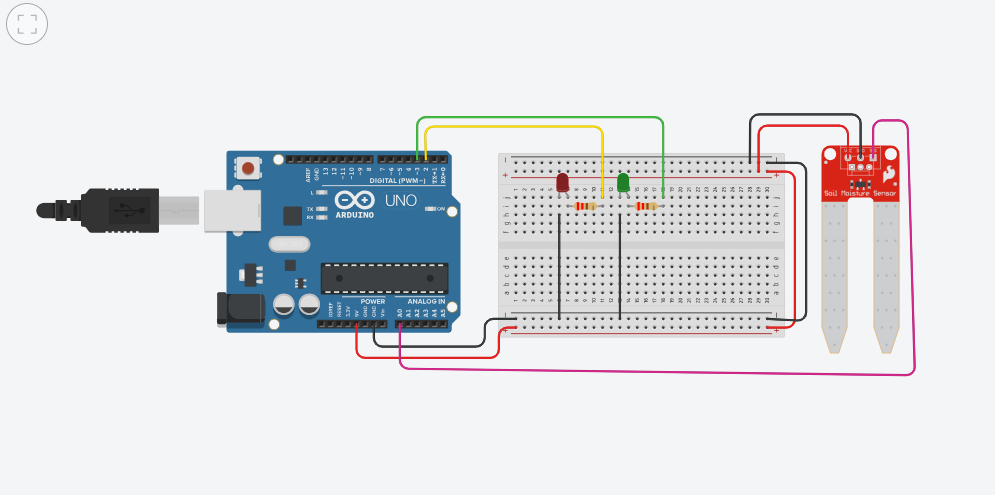 AREF
GND
13
12
~11
~10
~9
8
7
~6
~5
4
~3
2
TX→1
RX←0
DIGITAL (PWM~)
L
TX
RX
UNO
ARDUINO
ON
POWER
ANALOG IN
IOREF
RESET
3.3V
5V
GND
GND
Vin
A0
A1
A2
A3
A4
A5
Soil Moisture Sensor